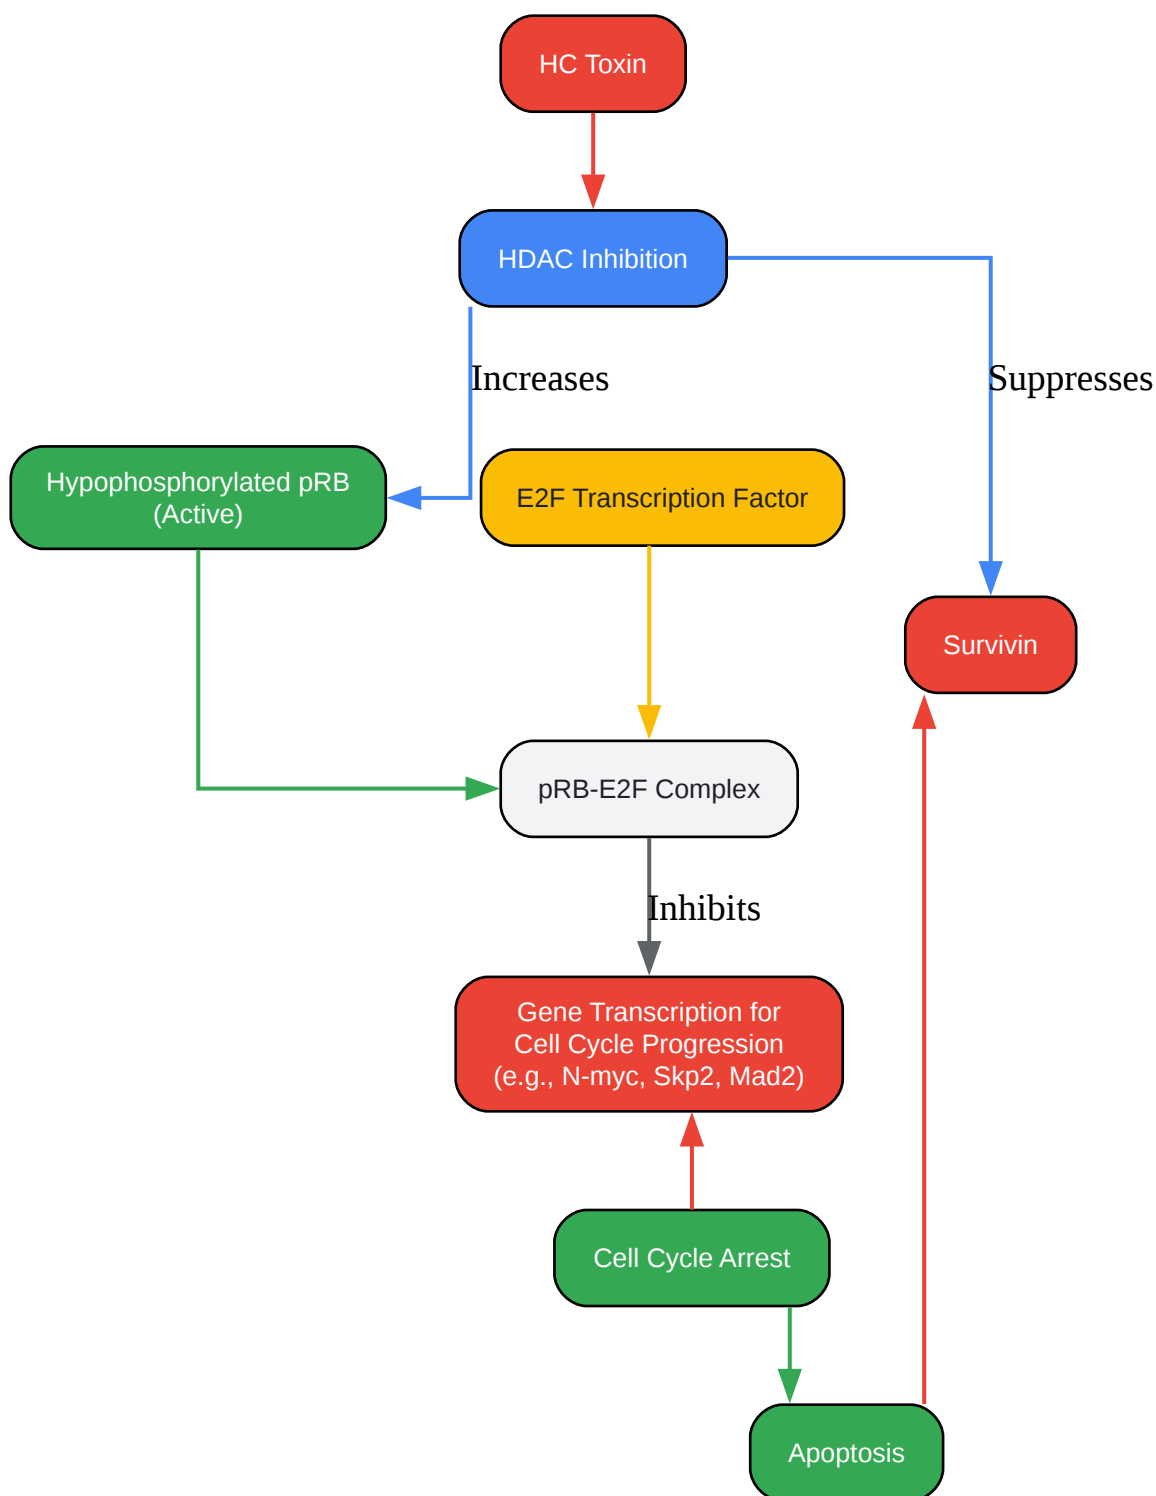 HC Toxin
HDAC Inhibition
Increases
Suppresses
Hypophosphorylated pRB
(Active)
E2F Transcription Factor
Survivin
pRB-E2F Complex
Inhibits
Gene Transcription for
Cell Cycle Progression
(e.g., N-myc, Skp2, Mad2)
Cell Cycle Arrest
Apoptosis